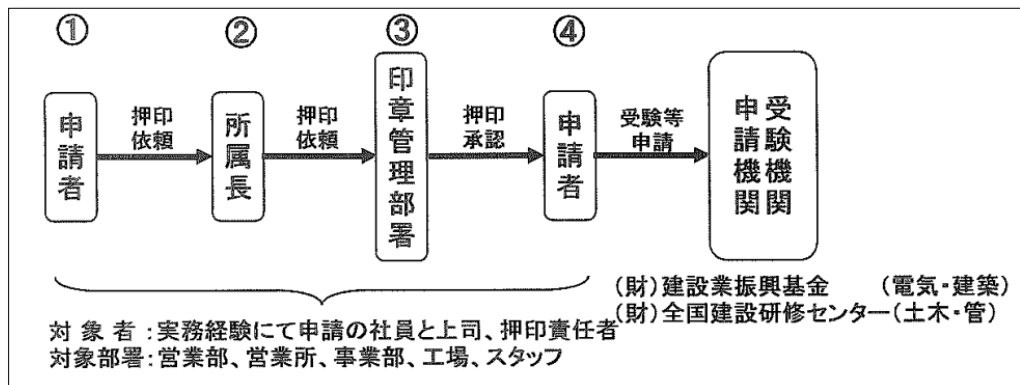 ① ② ③ ④
申請者
押印
依頼
所属長
押印
依頼
印章管理部署
押印
承認
申請者
受験等
申請
受験機関
申請機関
(財)建設業振興基金 (電気・建築)
(財)全国建設研修センター(土木・管)
対 象 者 :実務経験にて申請の社員と上司、押印責任者
対象部署:営業部、営業所、事業部、工場、スタッフ